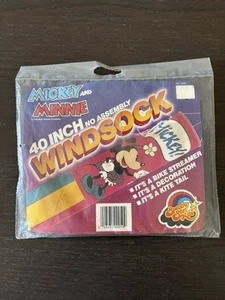 MICKEY AND
MINNIE
40 INCH NO ASSEMBLY
WINDSOCK
MICKEY
IT'S A BIKE STREAMER
IT'S A DECORATION
IT'S A KITE TAIL